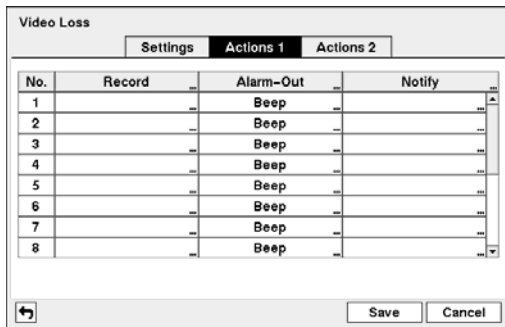 Video Loss
Settings Actions 1 Actions 2
No. Record ... Alarm-Out ... Notify ...
1 ... Beep ... ...
2 ... Beep ... ...
3 ... Beep ... ...
4 ... Beep ... ...
5 ... Beep ... ...
6 ... Beep ... ...
7 ... Beep ... ...
8 ... Beep ... ...
Save Cancel